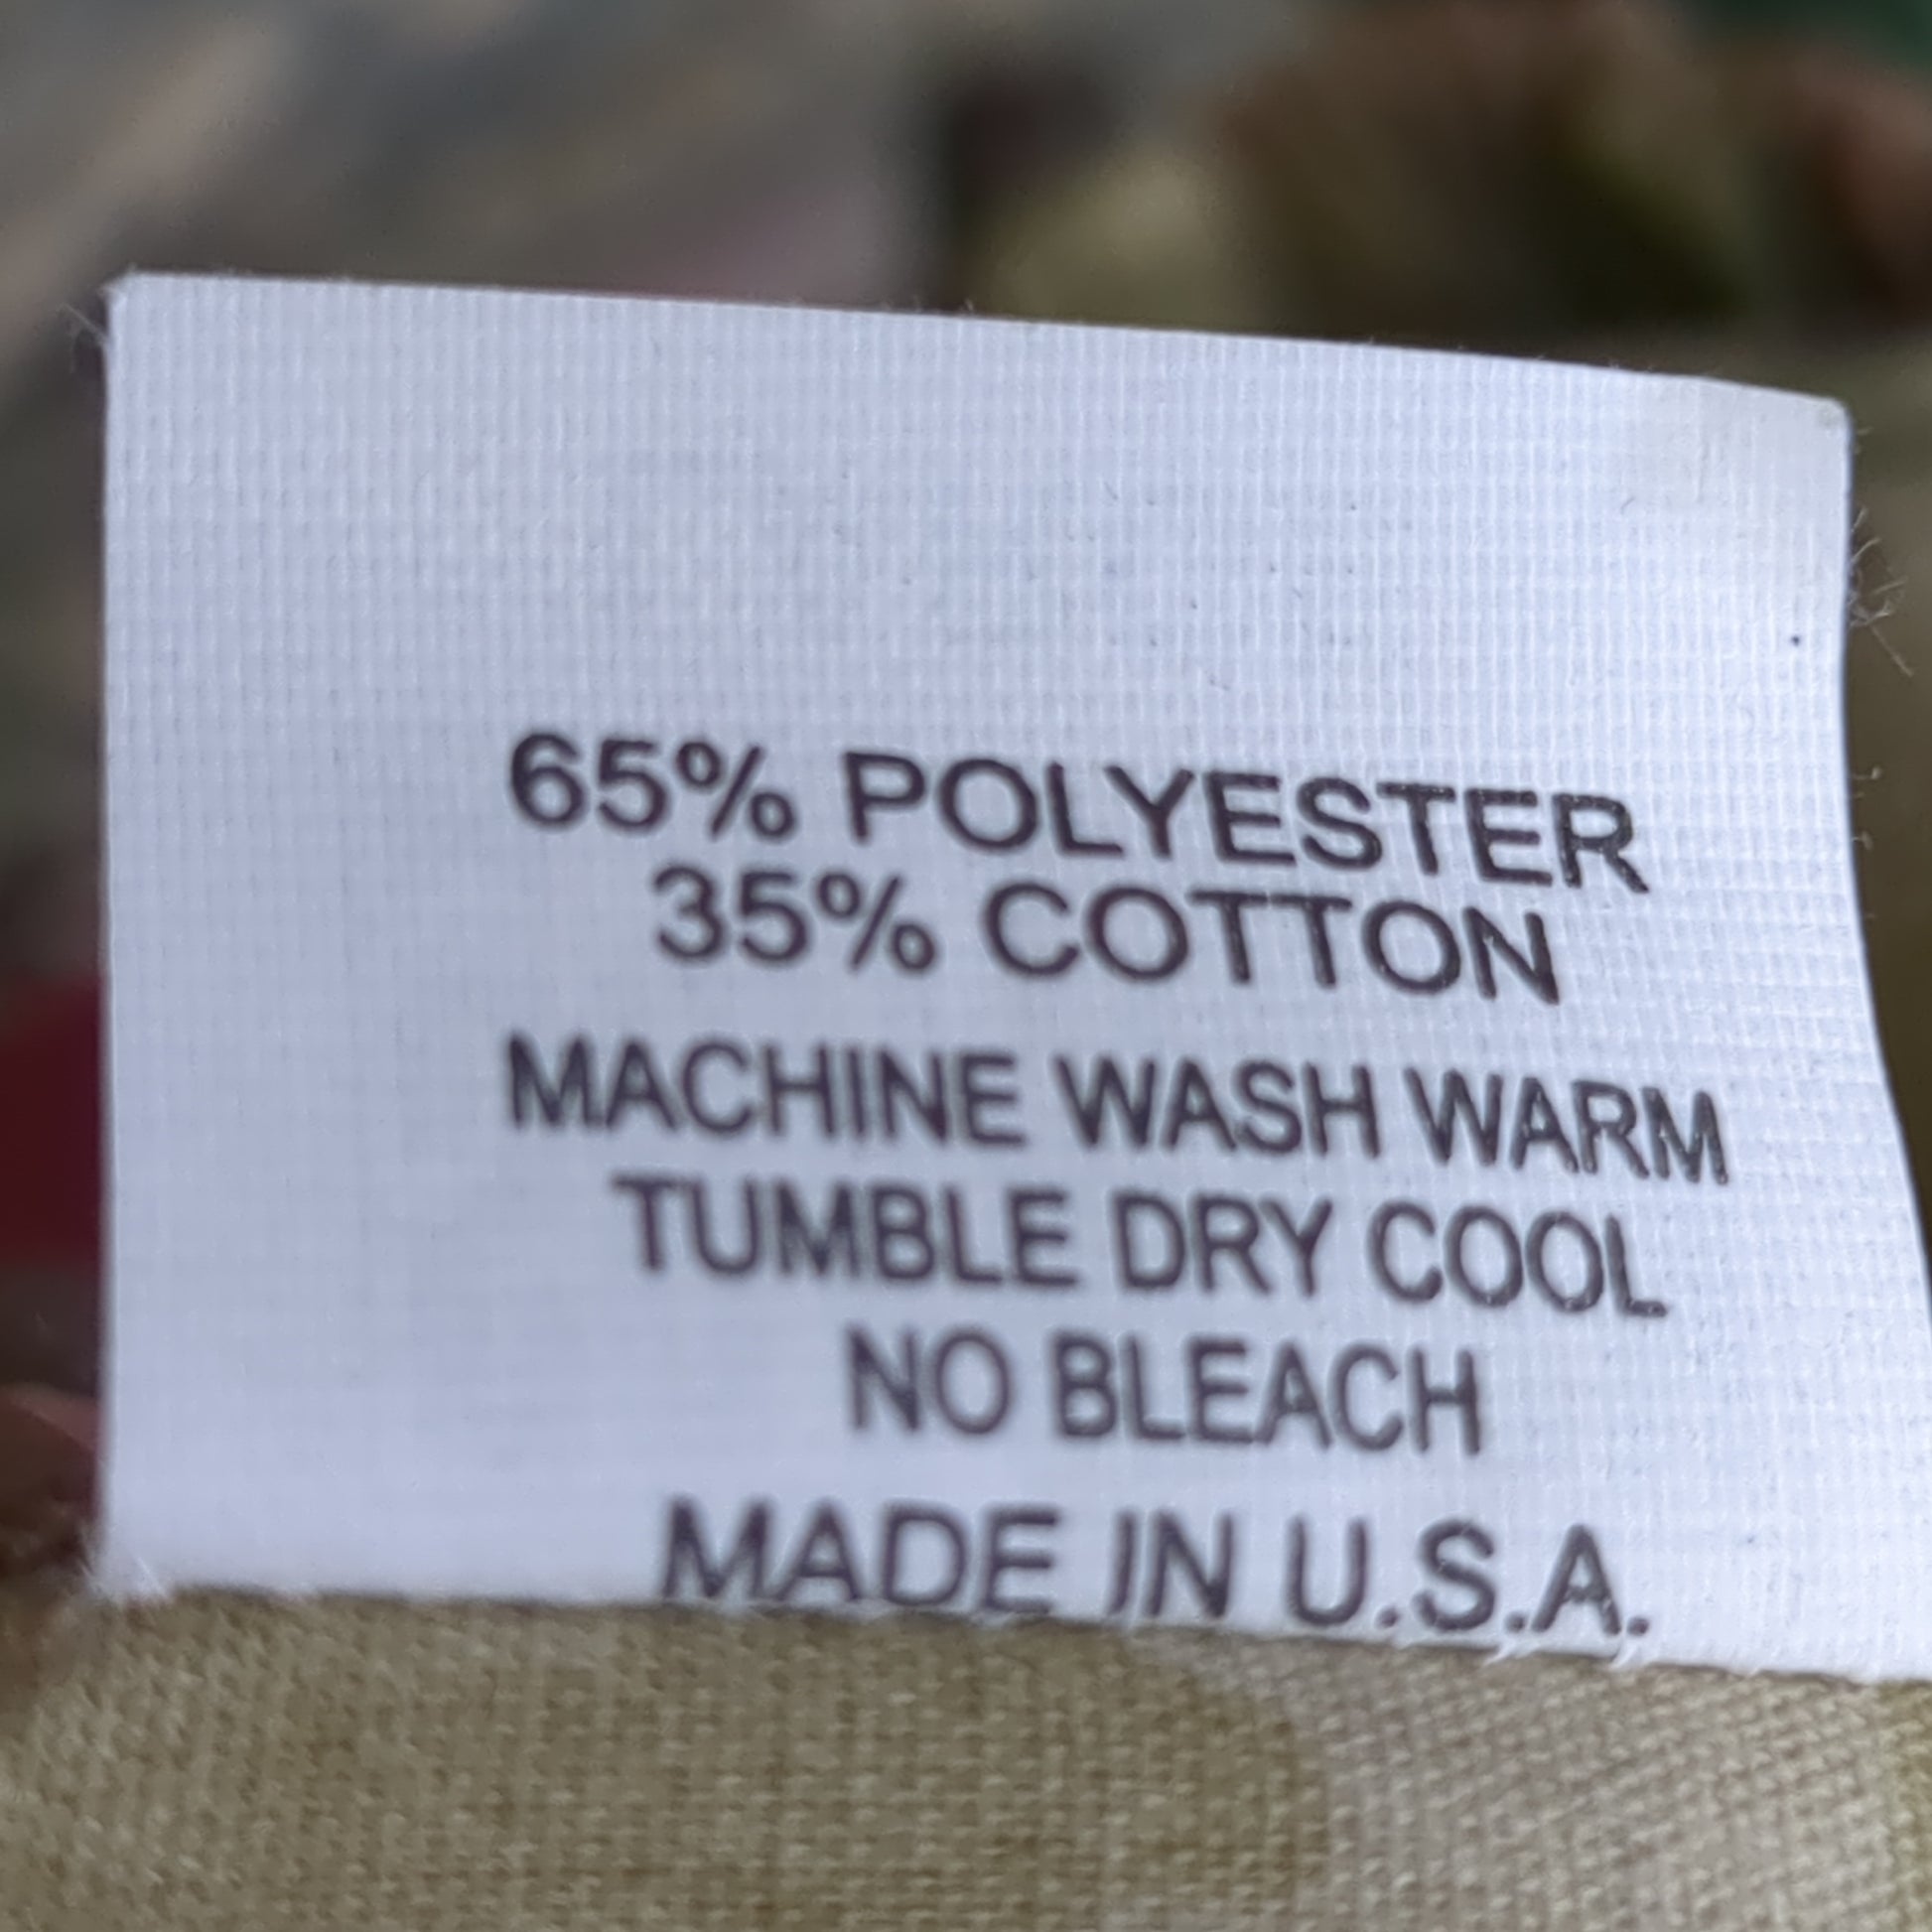 65% POLYESTER
35% COTTON
MACHINE WASH WARM
TUMBLE DRY COOL
NO BLEACH
MADE IN U.S.A.